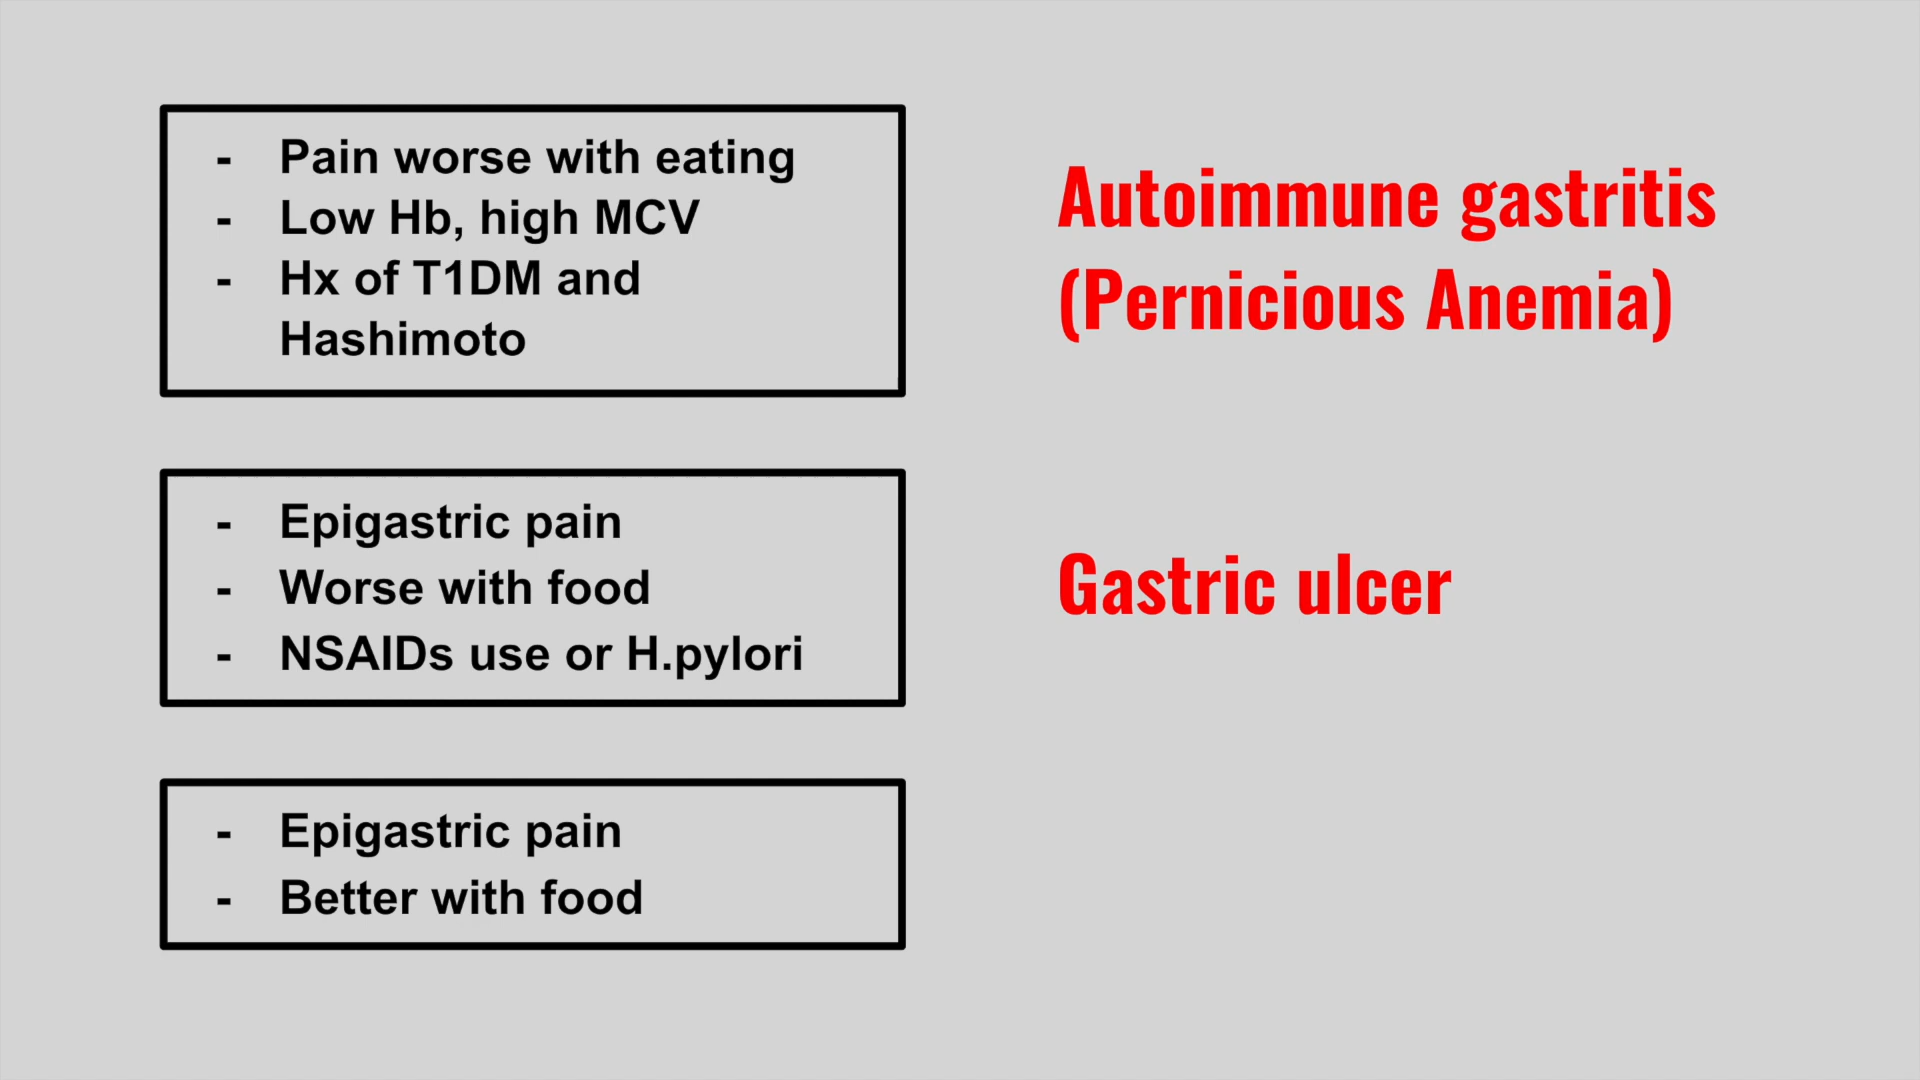 - Pain worse with eating
- Low Hb, high MCV
- Hx of T1DM and
Hashimoto
Autoimmune gastritis
(Pernicious Anemia)
- Epigastric pain
- Worse with food
- NSAIDs use or H.pylori
Gastric ulcer
- Epigastric pain
- Better with food